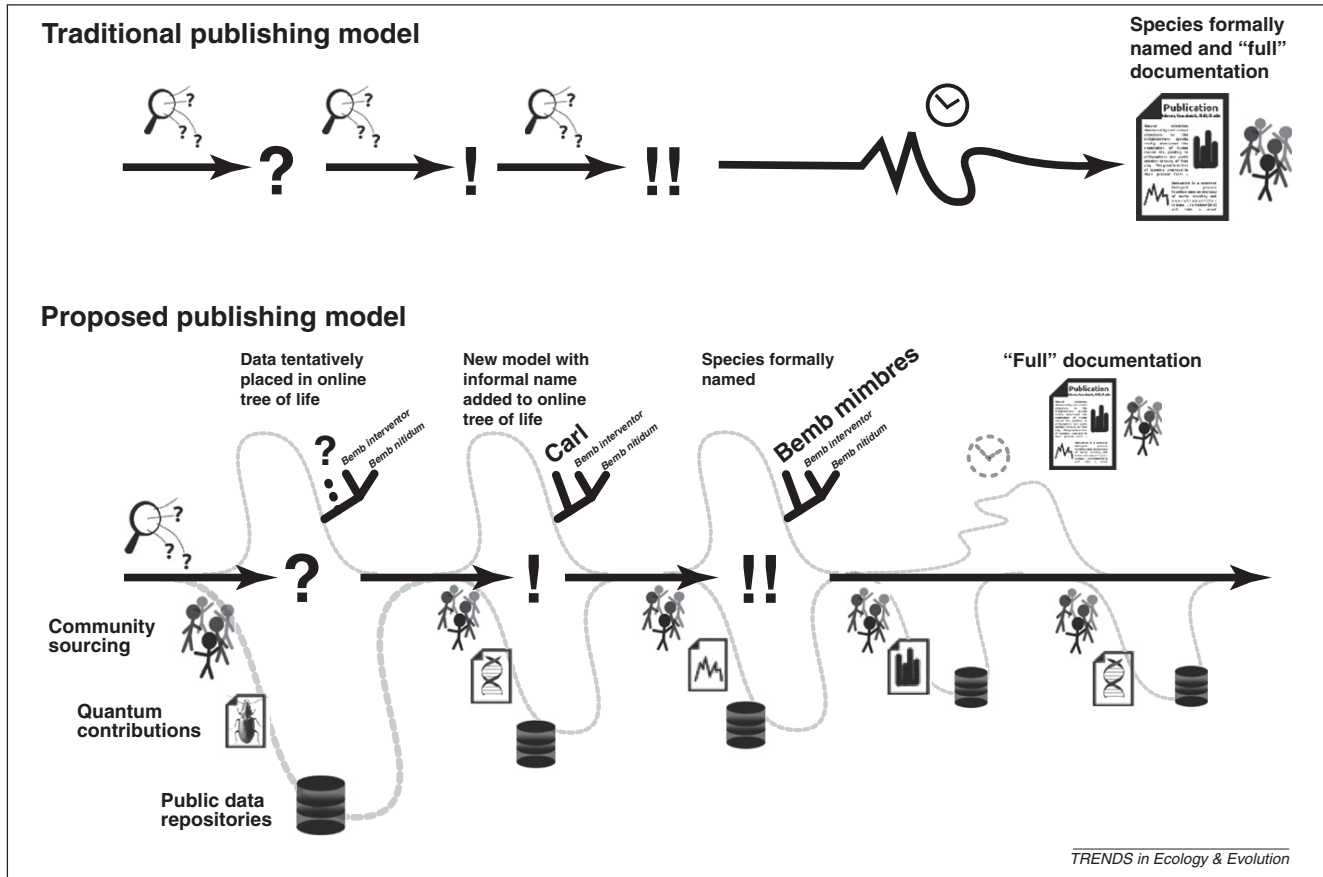 Traditional publishing model
Species formally
named and “full”
documentation
?
?
?
?
?
?
?
?
?
?
!
!!
Publication
Proposed publishing model
Data tentatively
placed in online
tree of life
New model with
informal name
added to online
tree of life
Species formally
named
“Full” documentation
?
Bemb interventor
Bemb nitidum
Carl
Bemb interventor
Bemb nitidum
Bemb mimbres
Bemb interventor
Bemb nitidum
Publication
?
?
?
?
!
!!
Community
sourcing
Quantum
contributions
Public data
repositories
TRENDS in Ecology & Evolution